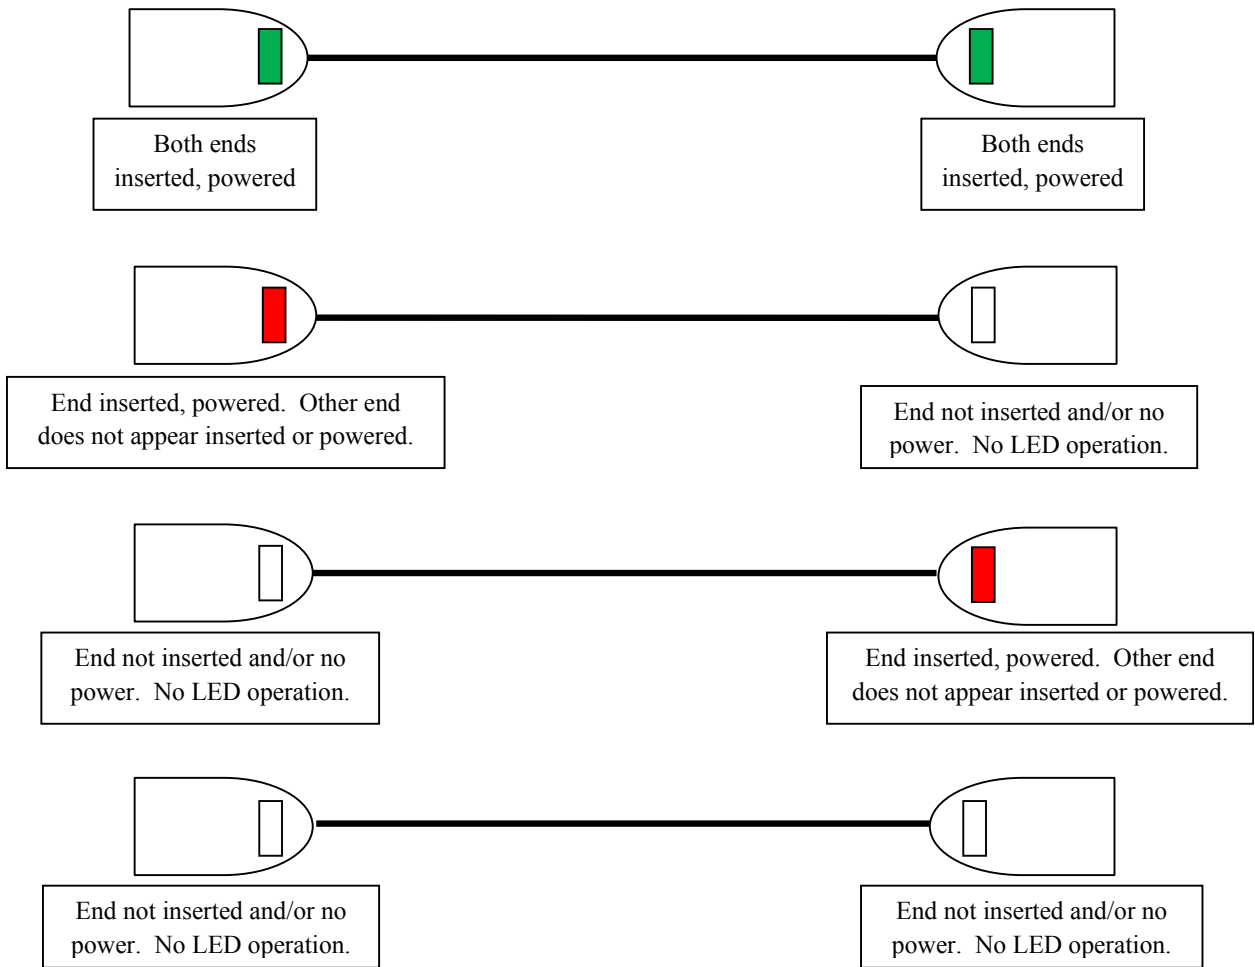 Both ends
inserted, powered
Both ends
inserted, powered
End inserted, powered.  Other end
does not appear inserted or powered.
End not inserted and/or no
power.  No LED operation.
End not inserted and/or no
power.  No LED operation.
End inserted, powered.  Other end
does not appear inserted or powered.
End not inserted and/or no
power.  No LED operation.
End not inserted and/or no
power.  No LED operation.